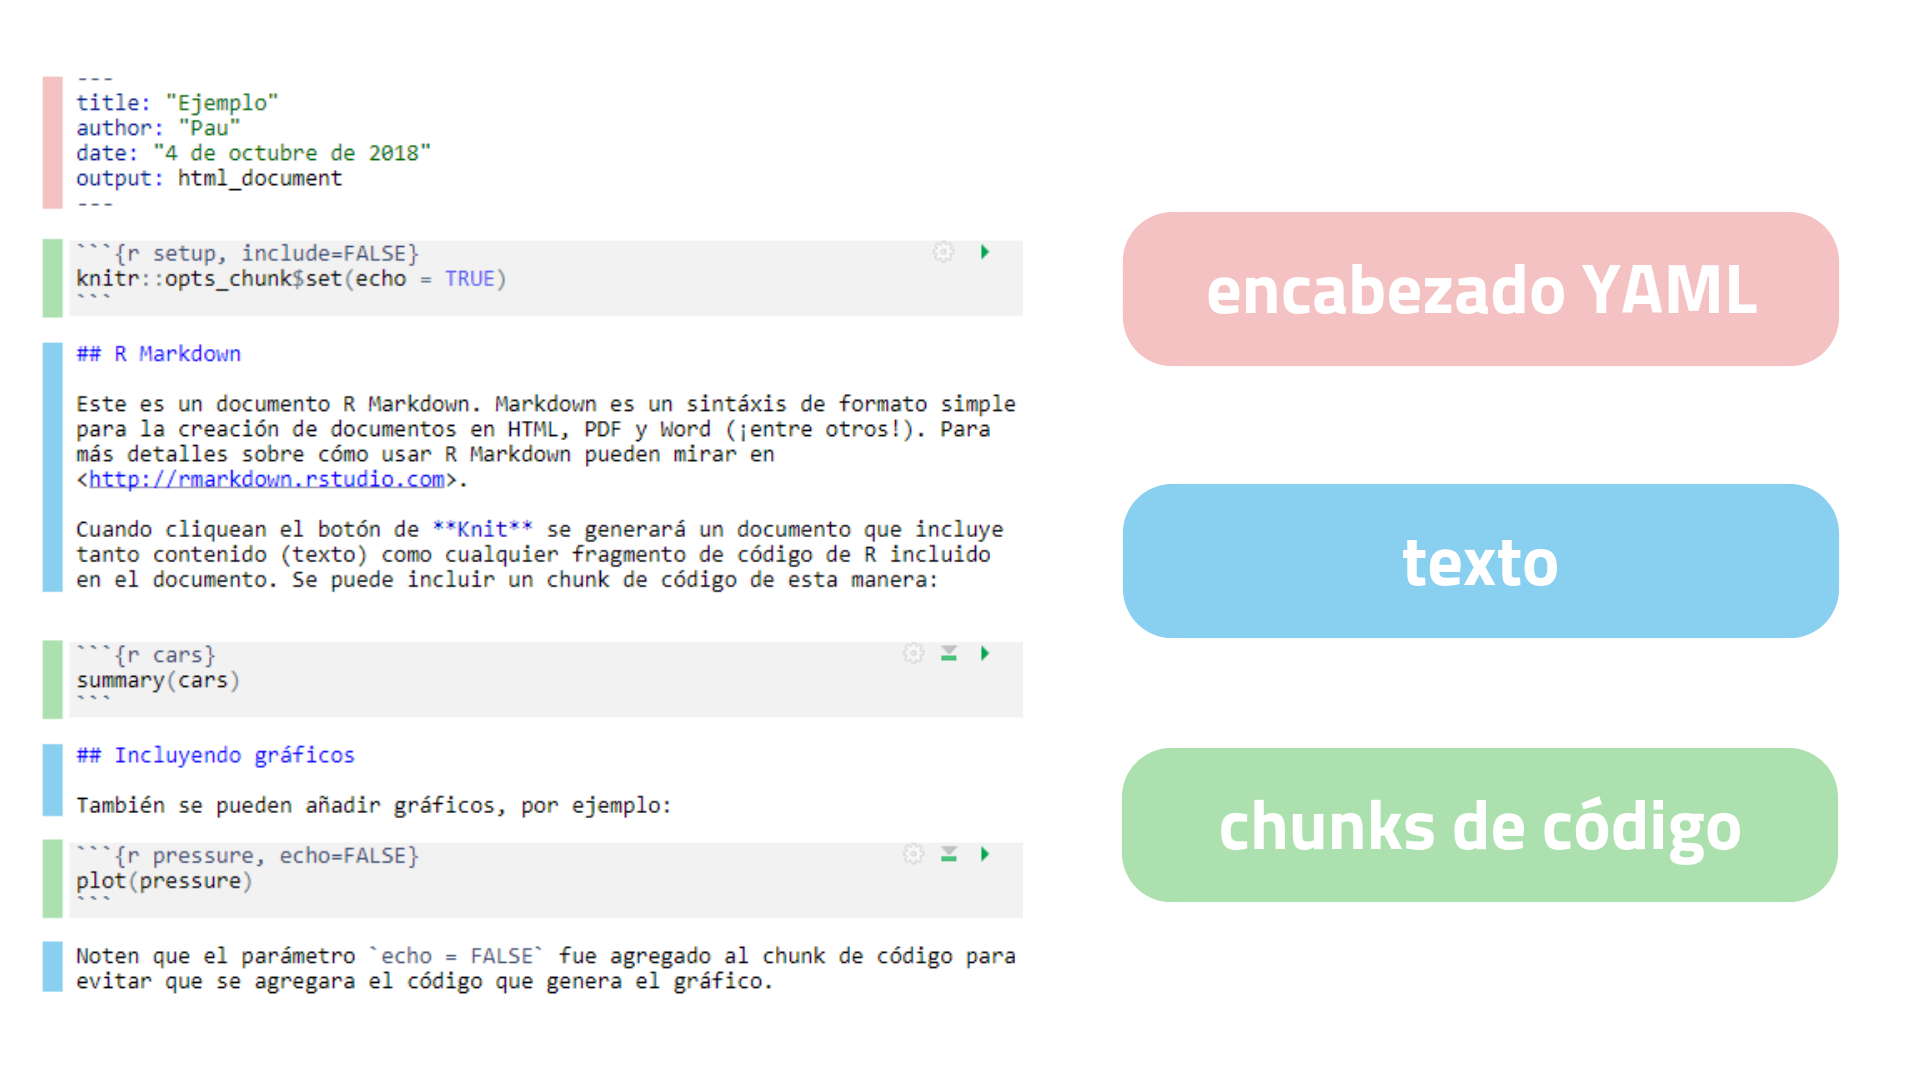 ---
title: "Ejemplo"
author: "Pau"
date: "4 de octubre de 2018"
output: html_document
---
```{r setup, include=FALSE}
knitr::opts_chunk$set(echo = TRUE)
```
## R Markdown
Este es un documento R Markdown. Markdown es un sintáxis de formato simple
para la creación de documentos en HTML, PDF y Word (¡entre otros!). Para
más detalles sobre cómo usar R Markdown pueden mirar en
<http://rmarkdown.rstudio.com>.
Cuando cliquean el botón de **Knit** se generará un documento que incluye
tanto contenido (texto) como cualquier fragmento de código de R incluido
en el documento. Se puede incluir un chunk de código de esta manera:
```{r cars}
summary(cars)
```
## Incluyendo gráficos
También se pueden añadir gráficos, por ejemplo:
```{r pressure, echo=FALSE}
plot(pressure)
```
Noten que el parámetro `echo = FALSE` fue agregado al chunk de código para
evitar que se agregara el código que genera el gráfico.
encabezado YAML
texto
chunks de código